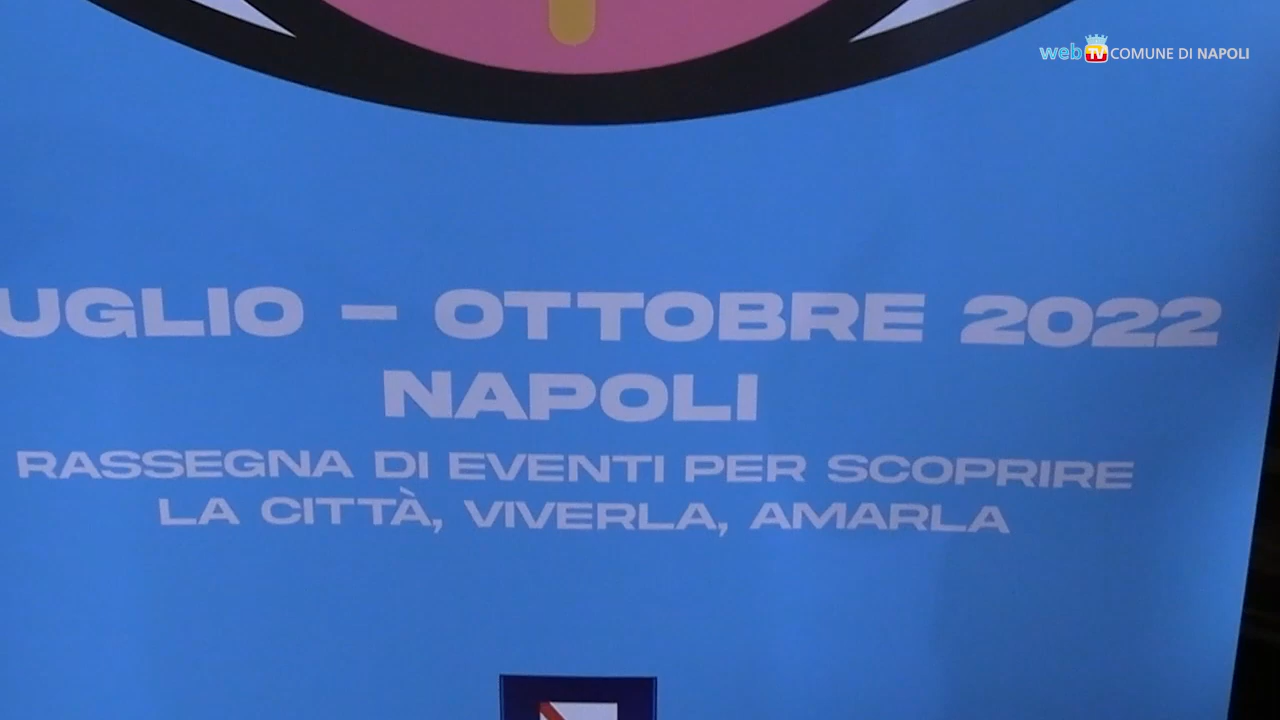 web TV COMUNE DI NAPOLI
UGLIO - OTTOBRE 2022
NAPOLI
RASSEGNA DI EVENTI PER SCOPRIRE
LA CITTÀ, VIVERLA, AMARLA